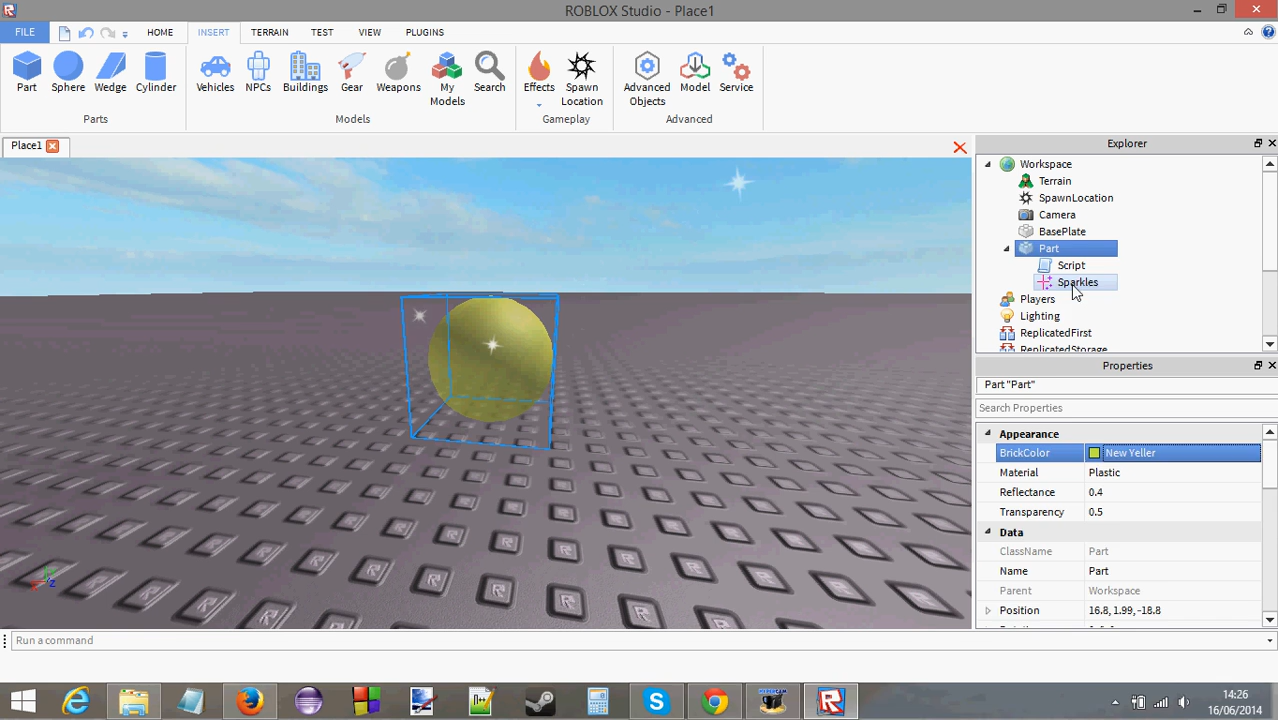 ROBLOX Studio - Place1
FILE HOME INSERT TERRAIN TEST VIEW PLUGINS
Part Sphere Wedge Cylinder Vehicles NPCs Buildings Gear Weapons My Models Search Effects Spawn Location Advanced Objects Model Service
Parts Models Gameplay Advanced
Place1
Explorer
Workspace
Terrain
SpawnLocation
Camera
BasePlate
Part
Script
Sparkles
Players
Lighting
ReplicatedFirst
ReplicatedStorage
Properties
Part "Part"
Search Properties
Appearance
BrickColor New Yeller
Material Plastic
Reflectance 0.4
Transparency 0.5
Data
ClassName Part
Name Part
Parent Workspace
Position 16.8, 1.99, -18.8
Run a command
14:26
16/06/2014